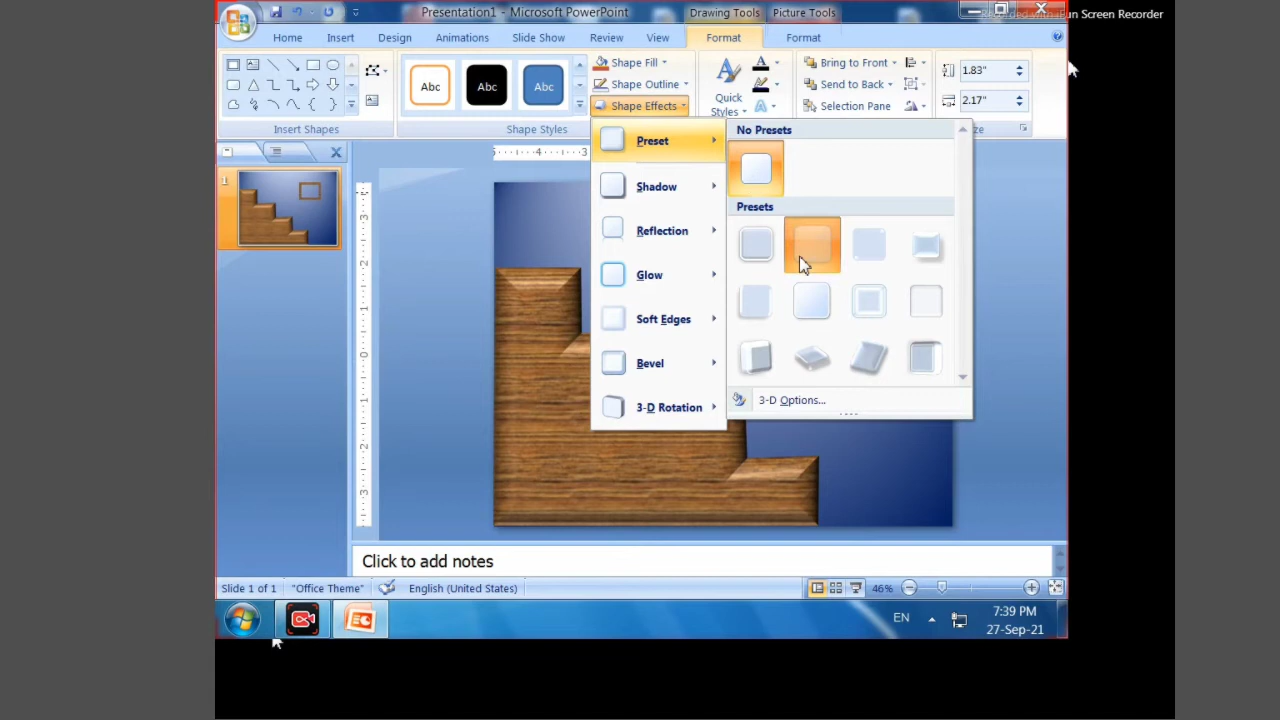 Presentation1 - Microsoft PowerPoint
Drawing Tools
Picture Tools
Fun Screen Recorder
Home
Insert
Design
Animations
Slide Show
Review
View
Format
Format
Abc
Abc
Abc
Shape Fill
Shape Outline
Shape Effects
Quick
Styles
Bring to Front
Send to Back
Selection Pane
1.83"
2.17"
Insert Shapes
Shape Styles
Preset
Shadow
Reflection
Glow
Soft Edges
Bevel
3-D Rotation
No Presets
Presets
3-D Options...
1
Click to add notes
Slide 1 of 1
"Office Theme"
English (United States)
46%
EN
7:39 PM
27-Sep-21